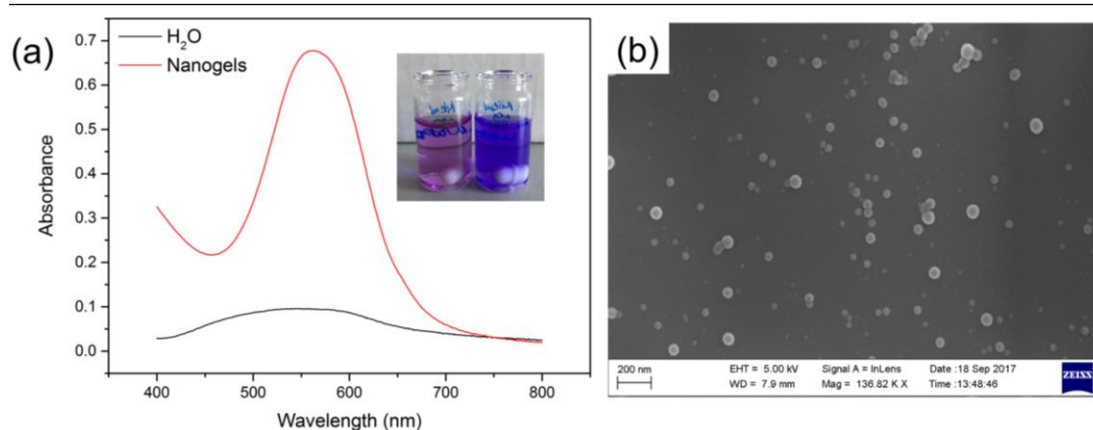 (a)
H₂O
Nanogels
0.7
0.6
0.5
0.4
0.3
0.2
0.1
0.0
Absorbance
400 500 600 700 800
Wavelength (nm)
(b)
200 nm
EHT = 5.00 kV Signal A = InLens Date :18 Sep 2017
WD = 7.9 mm Mag = 136.82 K X Time :13:48:46
ZEISS